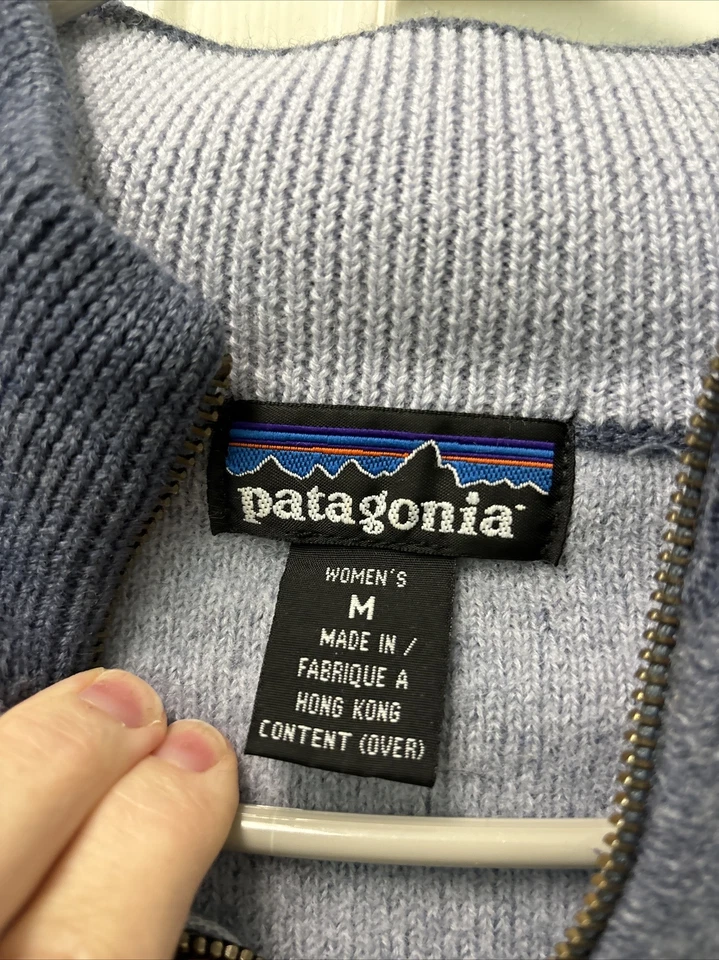 patagonia
WOMEN'S
M
MADE IN /
FABRIQUE A
HONG KONG
CONTENT (OVER)